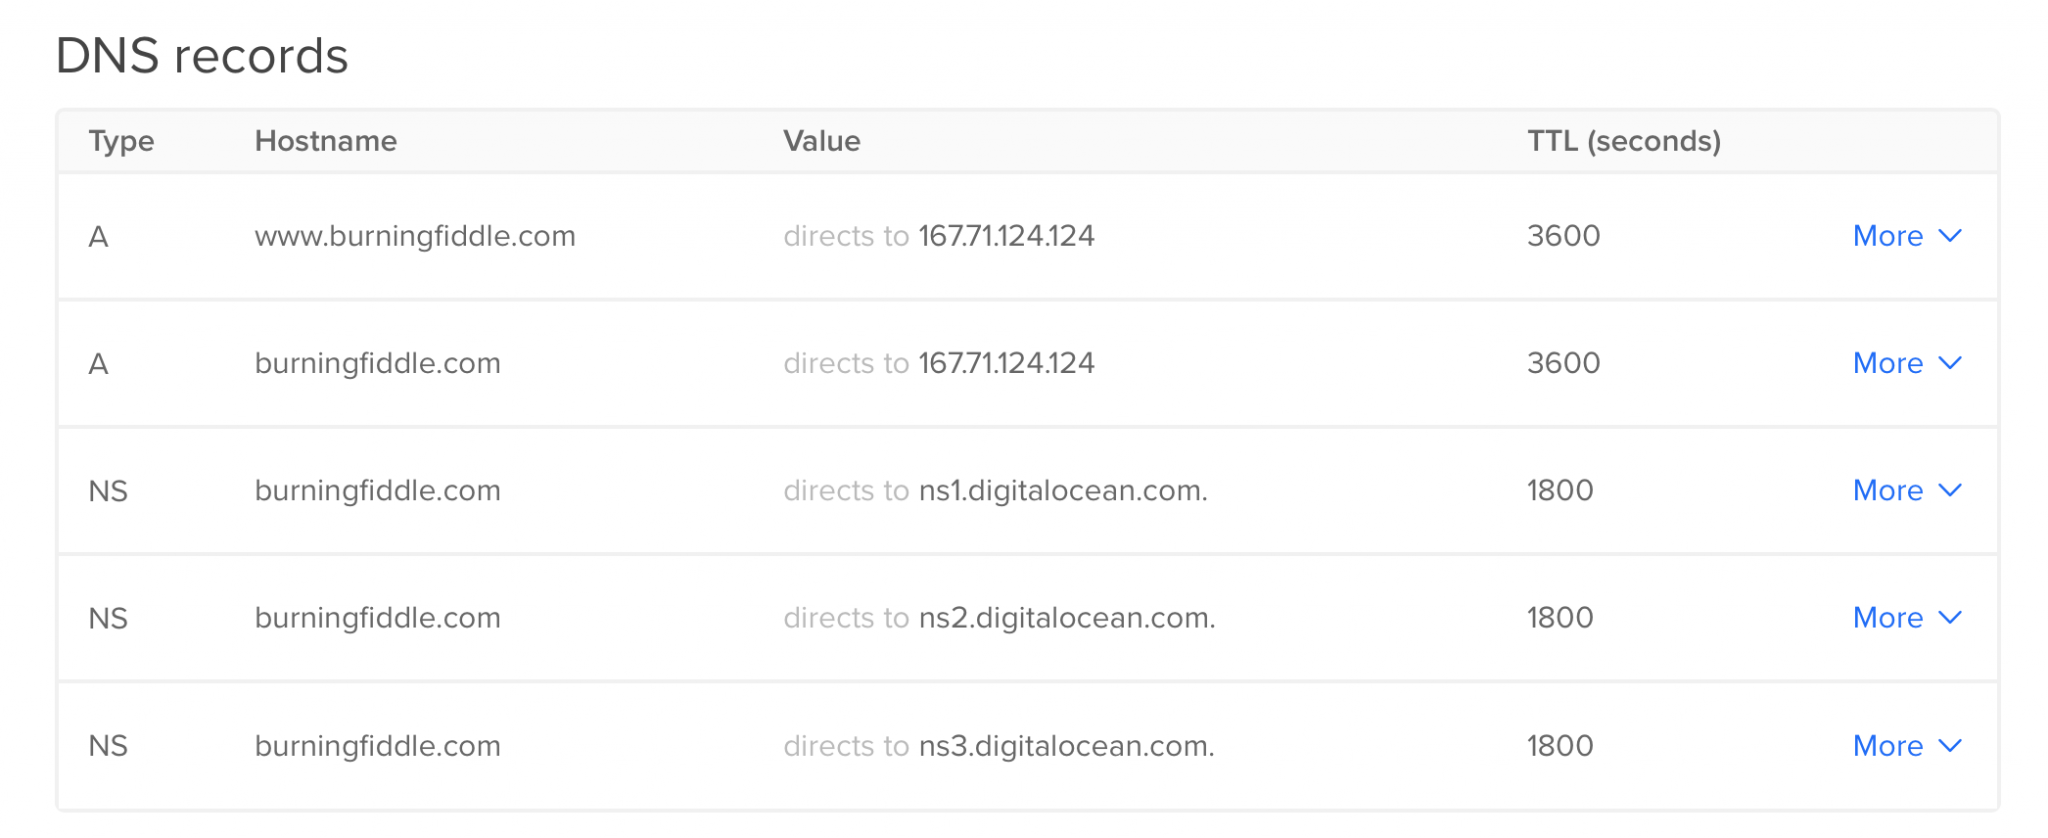 DNS records
Type Hostname Value TTL (seconds)
A www.burningfiddle.com directs to 167.71.124.124 3600 More
A burningfiddle.com directs to 167.71.124.124 3600 More
NS burningfiddle.com directs to ns1.digitalocean.com. 1800 More
NS burningfiddle.com directs to ns2.digitalocean.com. 1800 More
NS burningfiddle.com directs to ns3.digitalocean.com. 1800 More